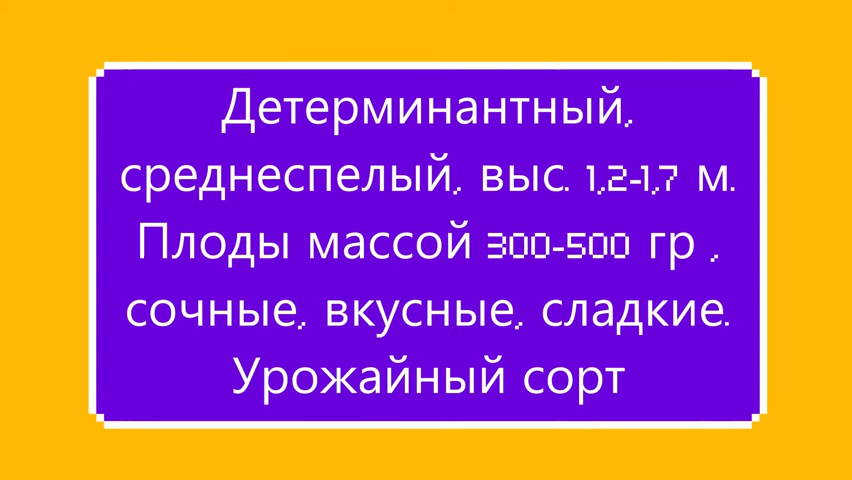 Детерминантный,
среднеспелый, выс. 1,2-1,7 м.
Плоды массой 300-500 гр ,
сочные, вкусные, сладкие.
Урожайный сорт